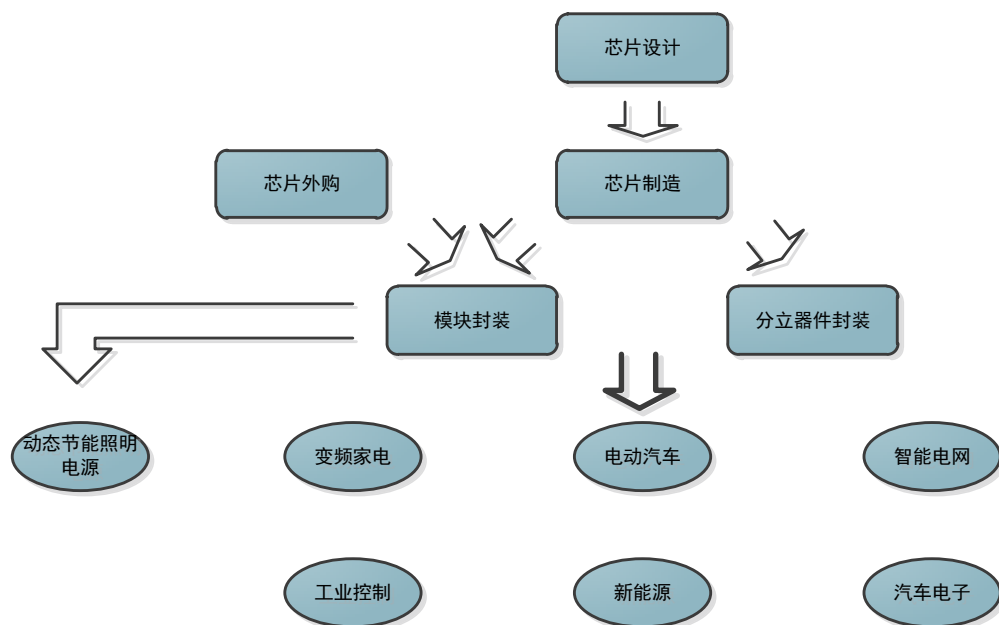 芯片设计
芯片外购
芯片制造
模块封装
分立器件封装
动态节能照明
电源
变频家电
电动汽车
智能电网
工业控制
新能源
汽车电子